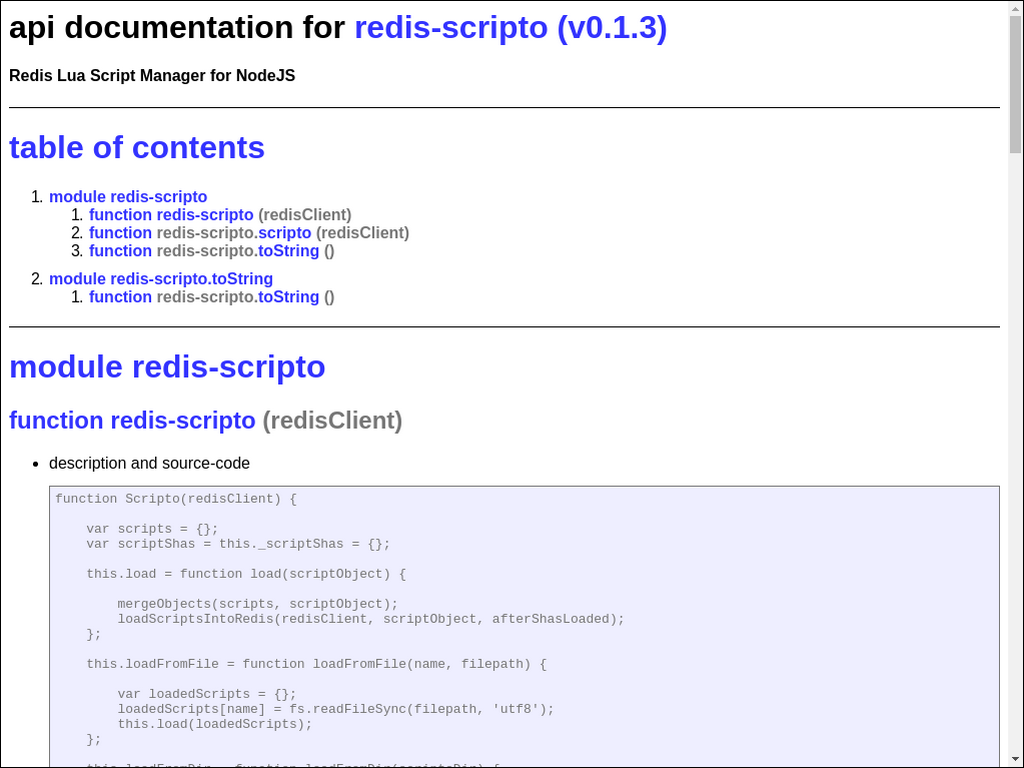 api documentation for redis-scripto (v0.1.3)
Redis Lua Script Manager for NodeJS
table of contents
1. module redis-scripto
1. function redis-scripto (redisClient)
2. function redis-scripto.scripto (redisClient)
3. function redis-scripto.toString ()
2. module redis-scripto.toString
1. function redis-scripto.toString ()
module redis-scripto
function redis-scripto (redisClient)
• description and source-code
function Scripto(redisClient) {
var scripts = {};
var scriptShas = this._scriptShas = {};
this.load = function load(scriptObject) {
mergeObjects(scripts, scriptObject);
loadScriptsIntoRedis(redisClient, scriptObject, afterShasLoaded);
};
this.loadFromFile = function loadFromFile(name, filepath) {
var loadedScripts = {};
loadedScripts[name] = fs.readFileSync(filepath, 'utf8');
this.load(loadedScripts);
};
this.loadFromDir = function loadFromDir(scriptsDir) {